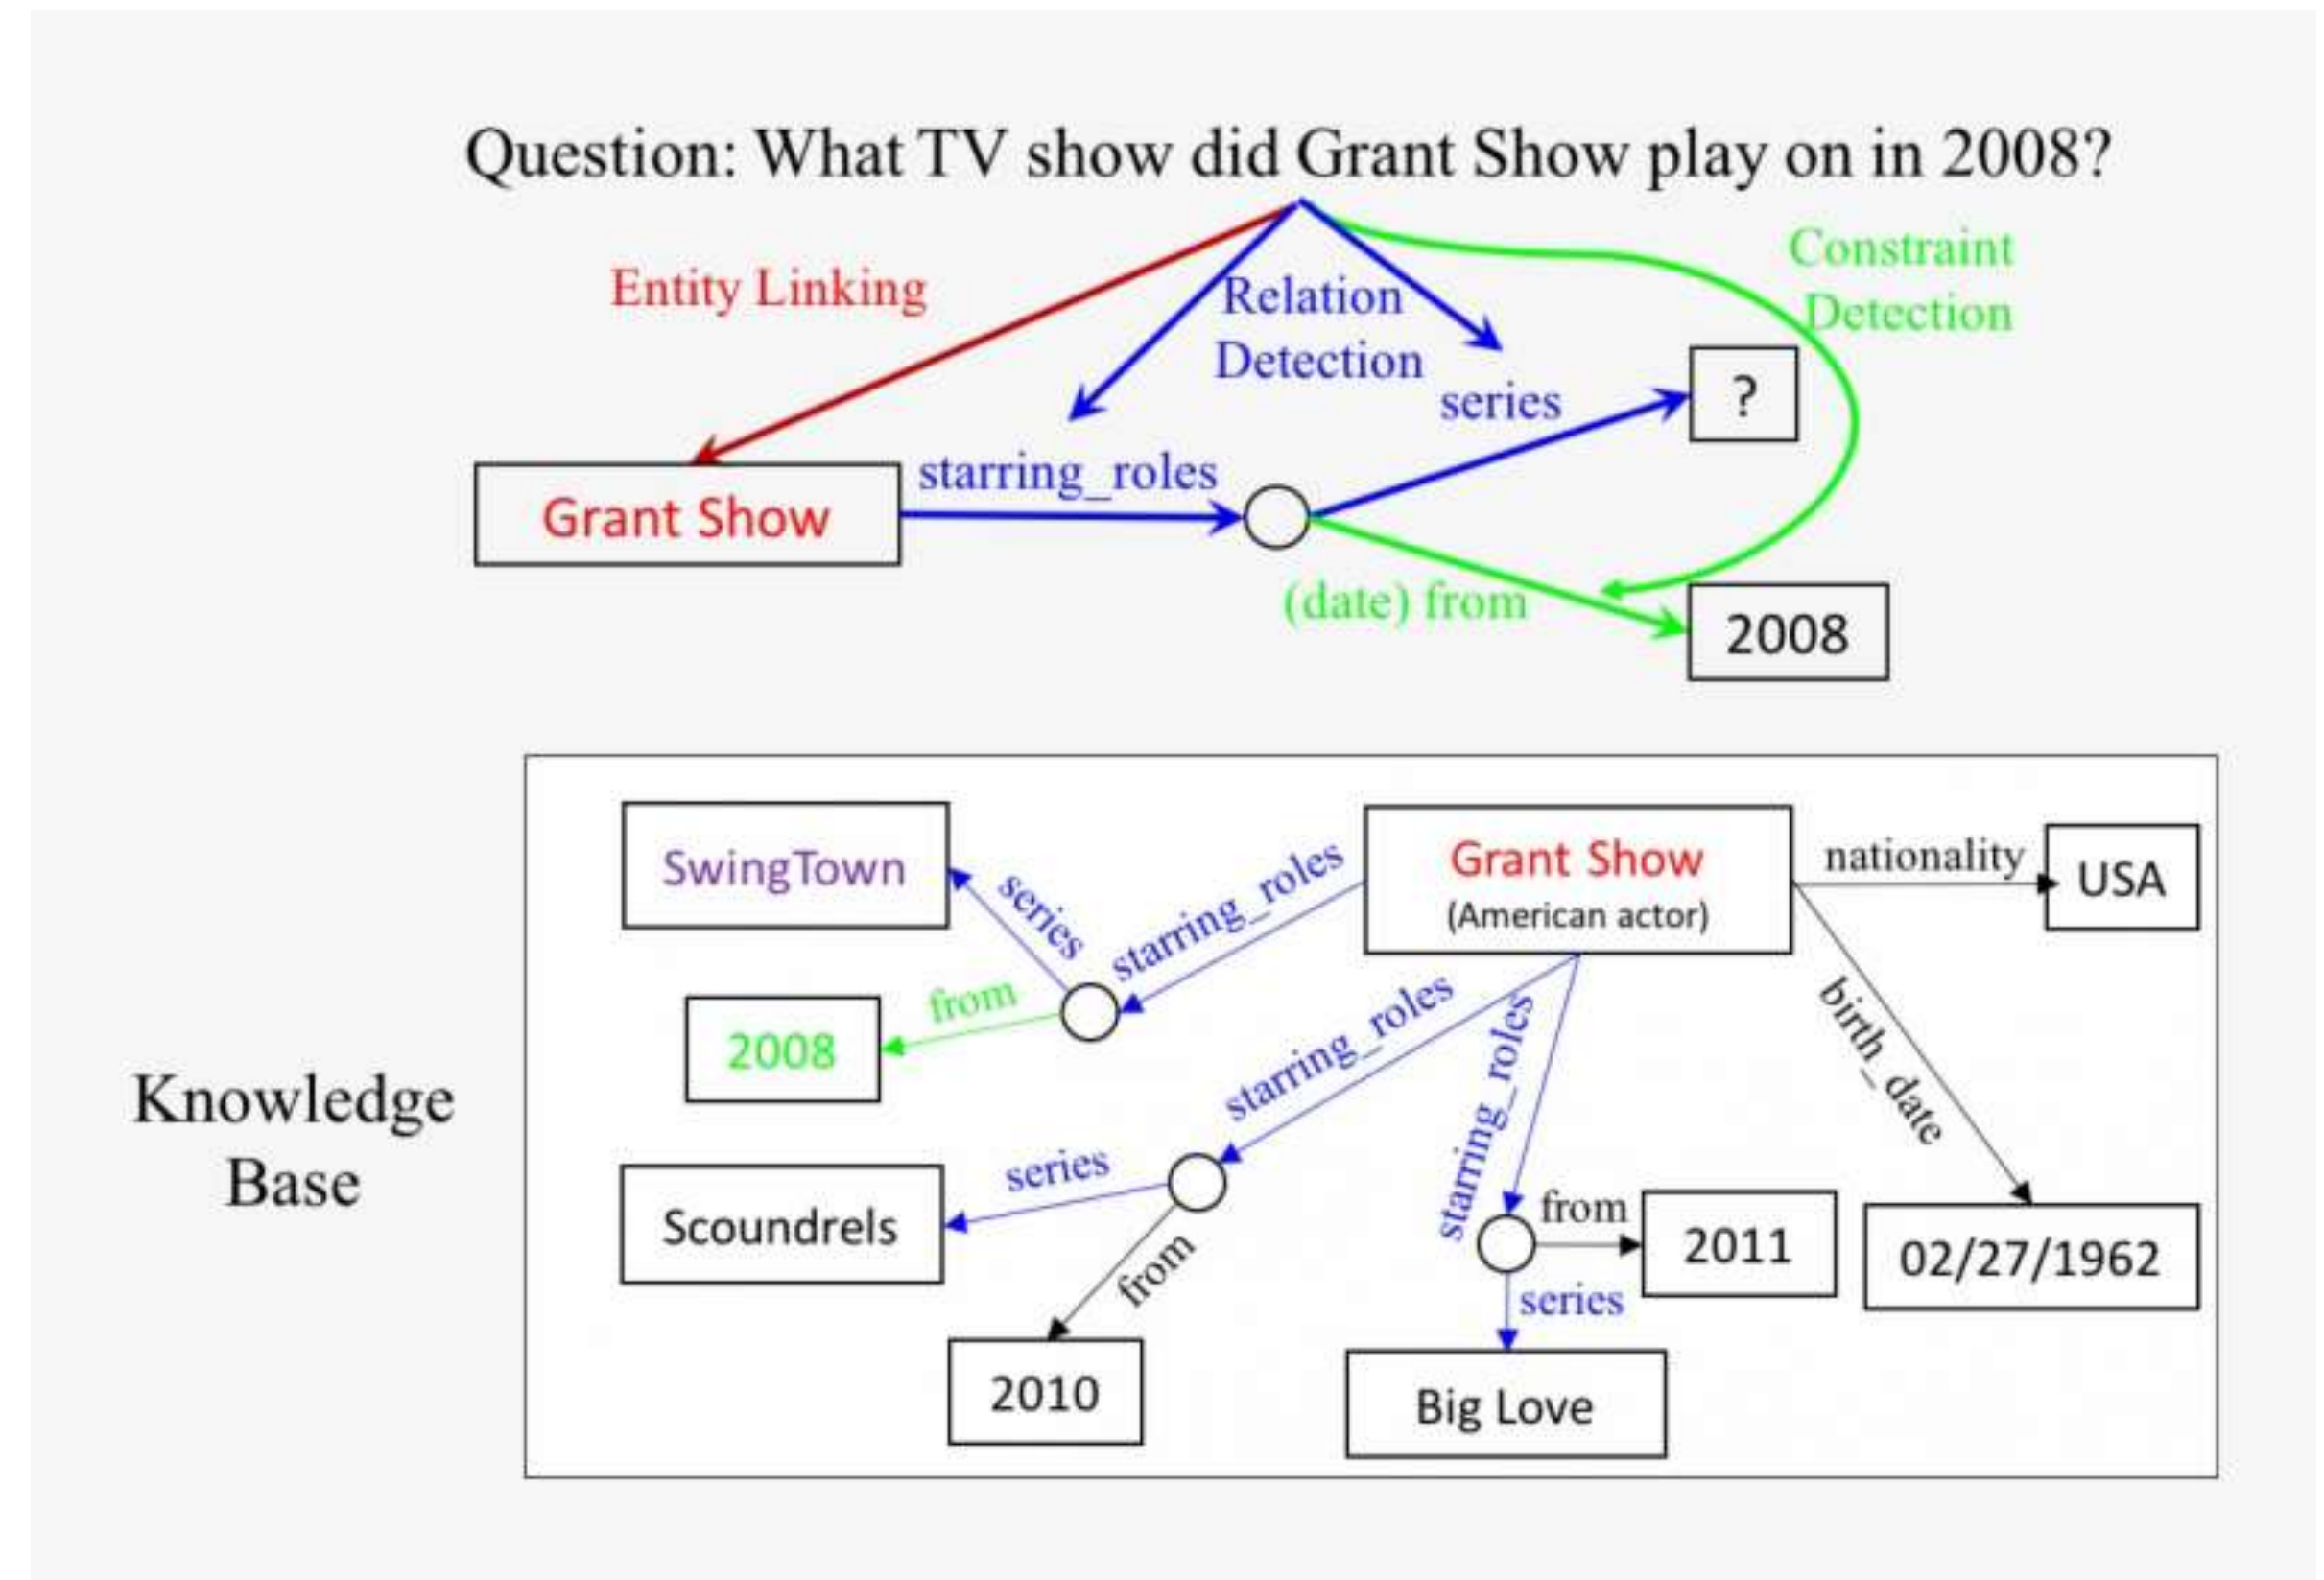 Question: What TV show did Grant Show play on in 2008?
Constraint
Detection
Entity Linking
Relation
Detection
series
?
starring_roles
Grant Show
(date) from
2008
Knowledge
Base
SwingTown
series
starring_roles
Grant Show
(American actor)
nationality
USA
from
2008
starring_roles
starring_roles
birth_date
series
Scoundrels
from
from
2011
02/27/1962
series
2010
Big Love